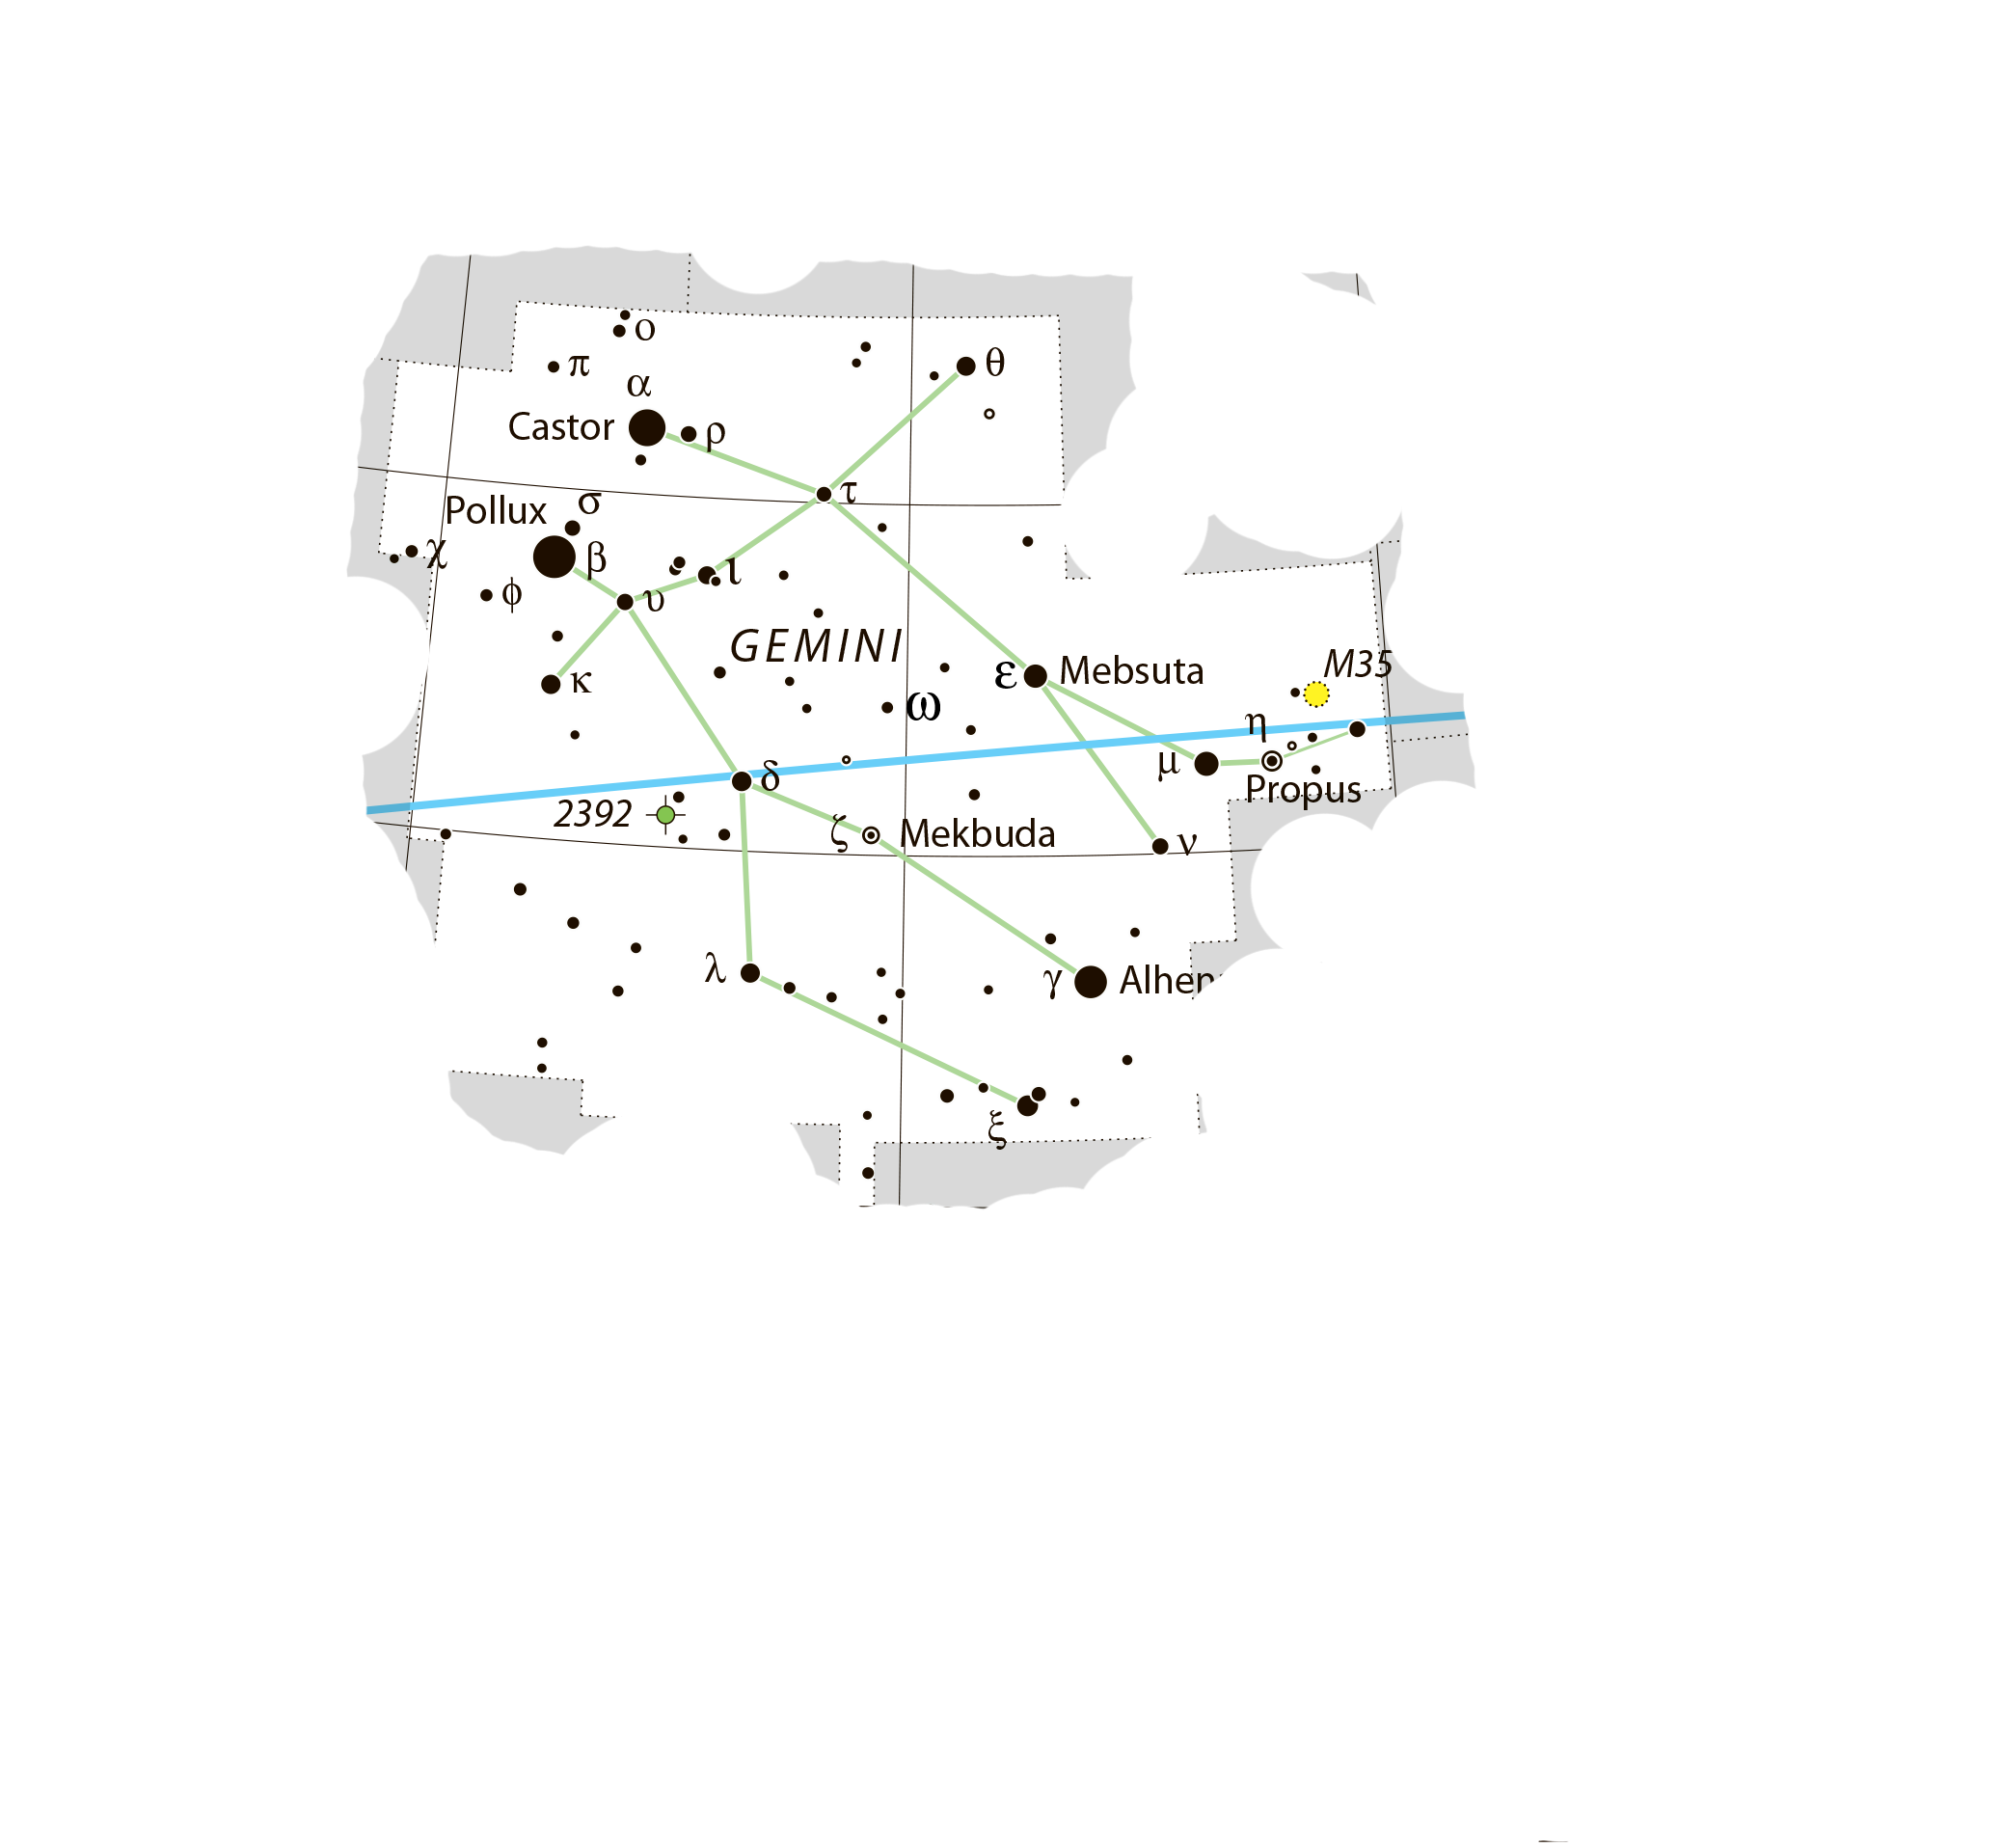 ο
π
α
θ
Castor
ρ
τ
σ
Pollux
β
χ
ι
φ
υ
GEMINI
κ
ε
Mebsuta
M35
ω
η
μ
δ
Propus
2392
ζ
Mekbuda
ν
λ
γ
Alhen
ξ